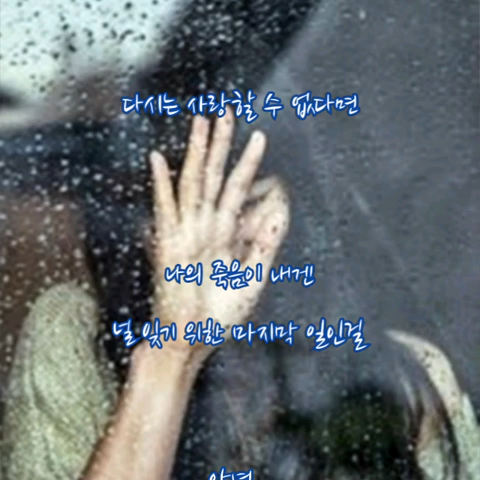 다시는 사랑할 수 없다면
나의 죽음이 내겐
널 잊기 위한 마지막 일인걸